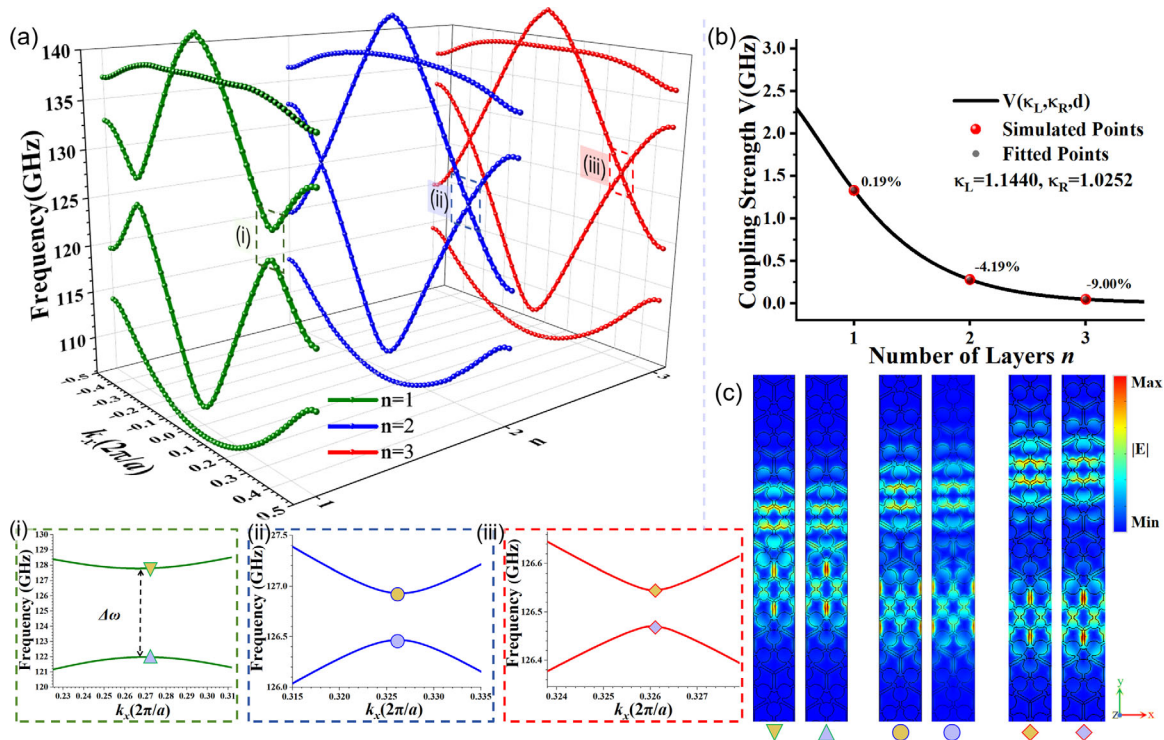 (a)
Frequency(GHz)
140
135
130
125
120
115
110
-0.5
-0.4
-0.3
-0.2
-0.1
0.0
0.1
0.2
0.3
0.4
0.5
kx(2π/a)
1
2
3
n
(i)
(ii)
(iii)
n=1
n=2
n=3
(b)
Coupling Strength V(GHz)
3.0
2.5
2.0
1.5
1.0
0.5
0.0
V(κL,κR,d)
Simulated Points
Fitted Points
κL=1.1440, κR=1.0252
0.19%
-4.19%
-9.00%
1 2 3
Number of Layers n
(c)
Max
|E|
Min
y
z x
(i)
Frequency (GHz)
130
129
128
127
126
125
124
123
122
121
120
Δω
0.23 0.24 0.25 0.26 0.27 0.28 0.29 0.30 0.31
kx(2π/a)
(ii)
Frequency (GHz)
127.5
127.0
126.5
126.0
0.315 0.320 0.325 0.330 0.335
kx(2π/a)
(iii)
Frequency (GHz)
126.6
126.5
126.4
0.324 0.325 0.326 0.327
kx(2π/a)